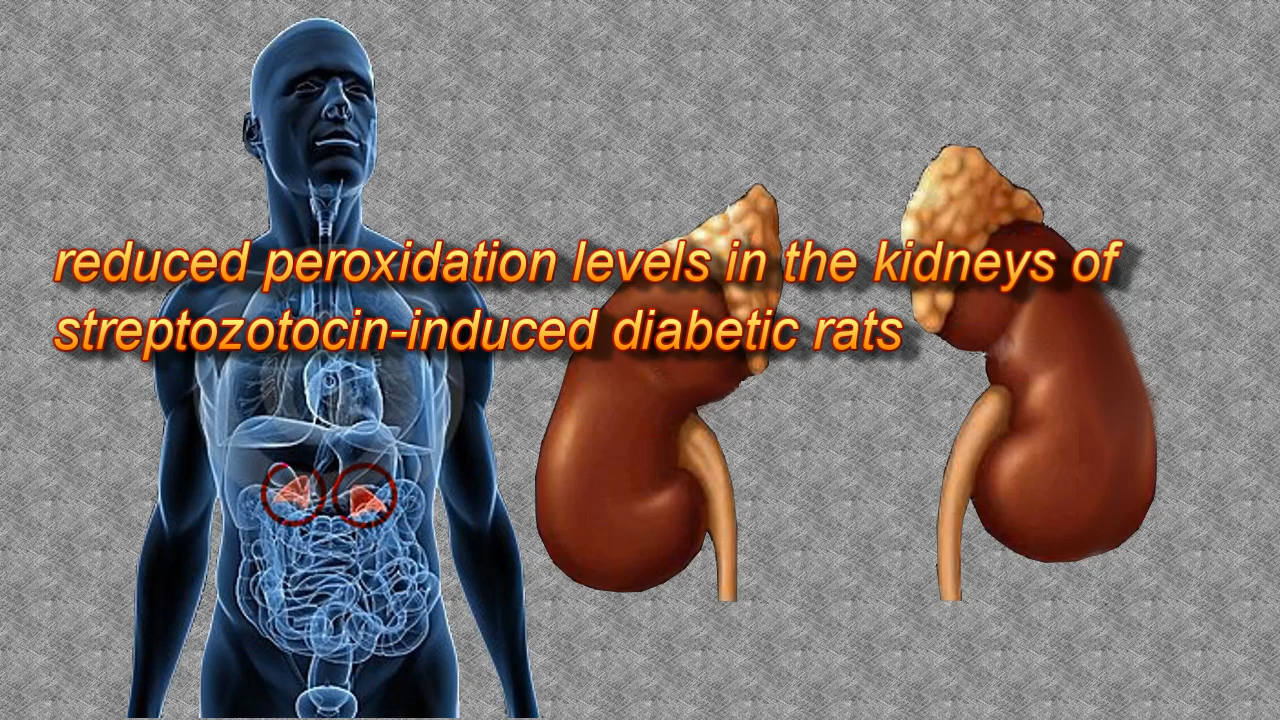 reduced peroxidation levels in the kidneys of
streptozotocin-induced diabetic rats